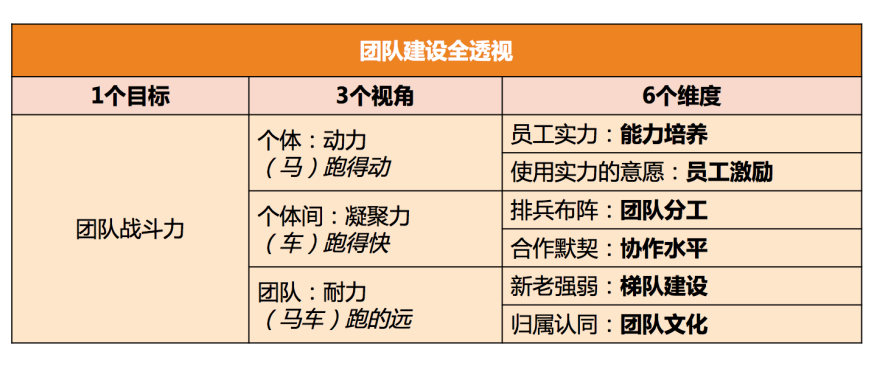 团队建设全透视
1个目标
3个视角
6个维度
团队战斗力
个体：动力
（马）跑得动
员工实力：能力培养
使用实力的意愿：员工激励
个体间：凝聚力
（车）跑得快
排兵布阵：团队分工
合作默契：协作水平
团队：耐力
（马车）跑的远
新老强弱：梯队建设
归属认同：团队文化